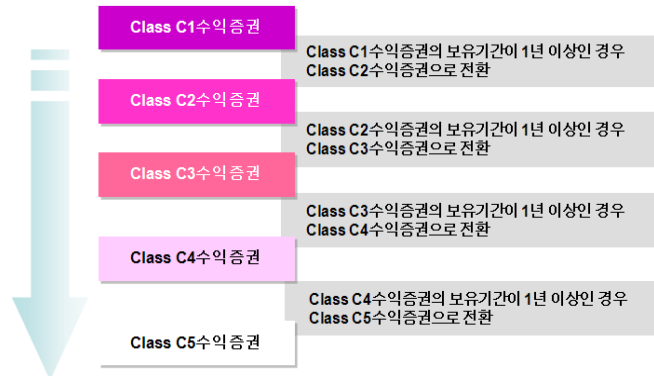 Class C1수익증권
Class C1수익증권의 보유기간이 1년 이상인 경우
Class C2수익증권으로 전환
Class C2수익증권
Class C2수익증권의 보유기간이 1년 이상인 경우
Class C3수익증권으로 전환
Class C3수익증권
Class C3수익증권의 보유기간이 1년 이상인 경우
Class C4수익증권으로 전환
Class C4수익증권
Class C4수익증권의 보유기간이 1년 이상인 경우
Class C5수익증권으로 전환
Class C5수익증권